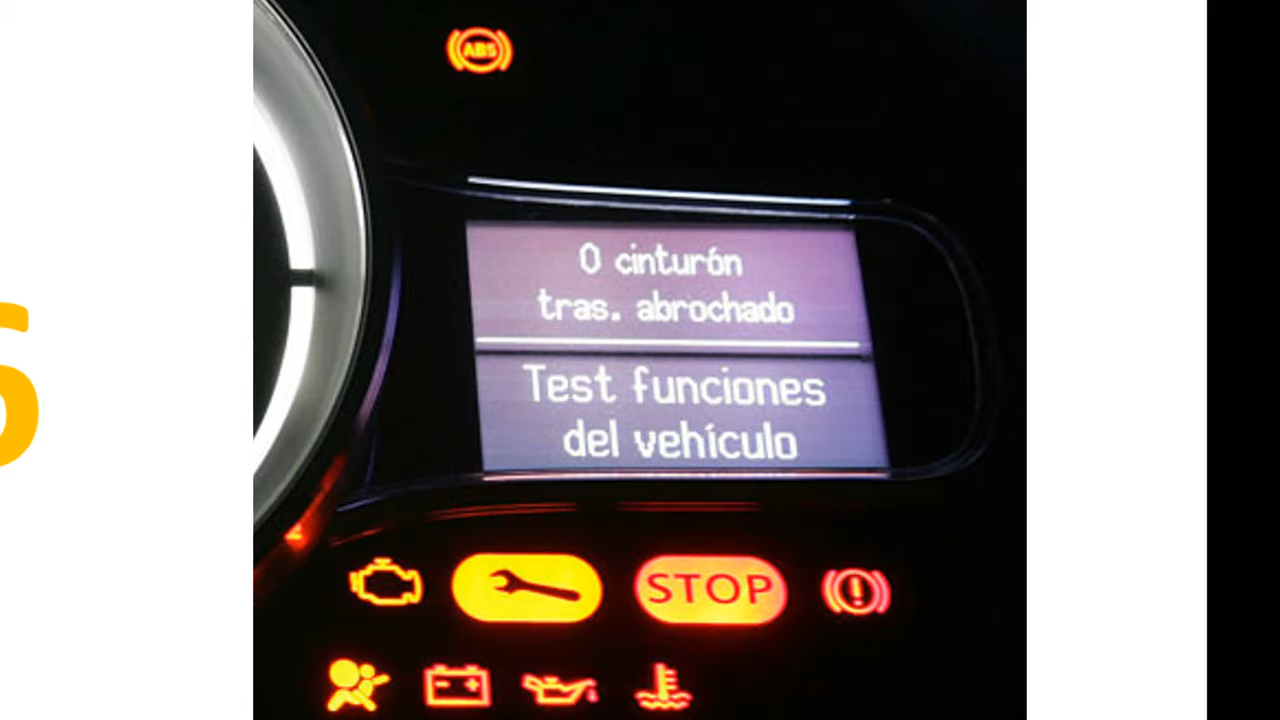 ABS
0 cinturón
tras. abrochado
Test funciones
del vehículo
STOP